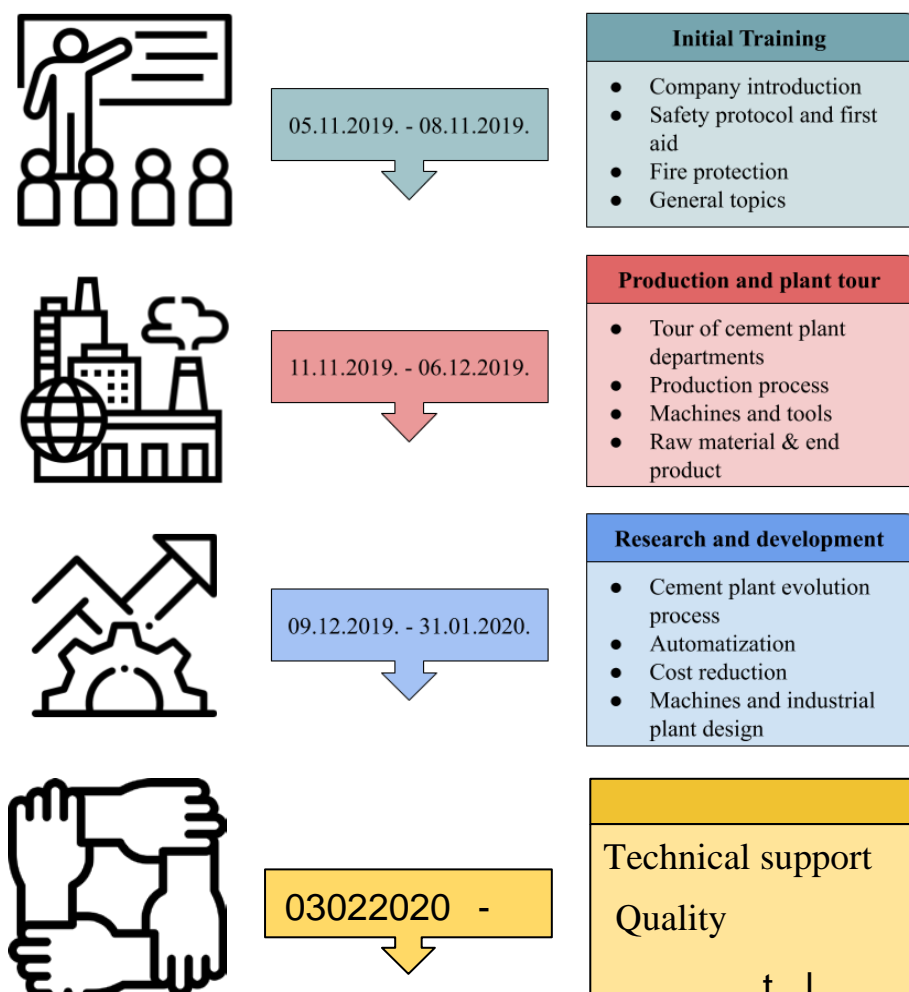 05.11.2019. - 08.11.2019.
Initial Training
● Company introduction
● Safety protocol and first
aid
● Fire protection
● General topics
11.11.2019. - 06.12.2019.
Production and plant tour
● Tour of cement plant
departments
● Production process
● Machines and tools
● Raw material & end
product
09.12.2019. - 31.01.2020.
Research and development
● Cement plant evolution
process
● Automatization
● Cost reduction
● Machines and industrial
plant design
03022020 -
Technical support
Quality